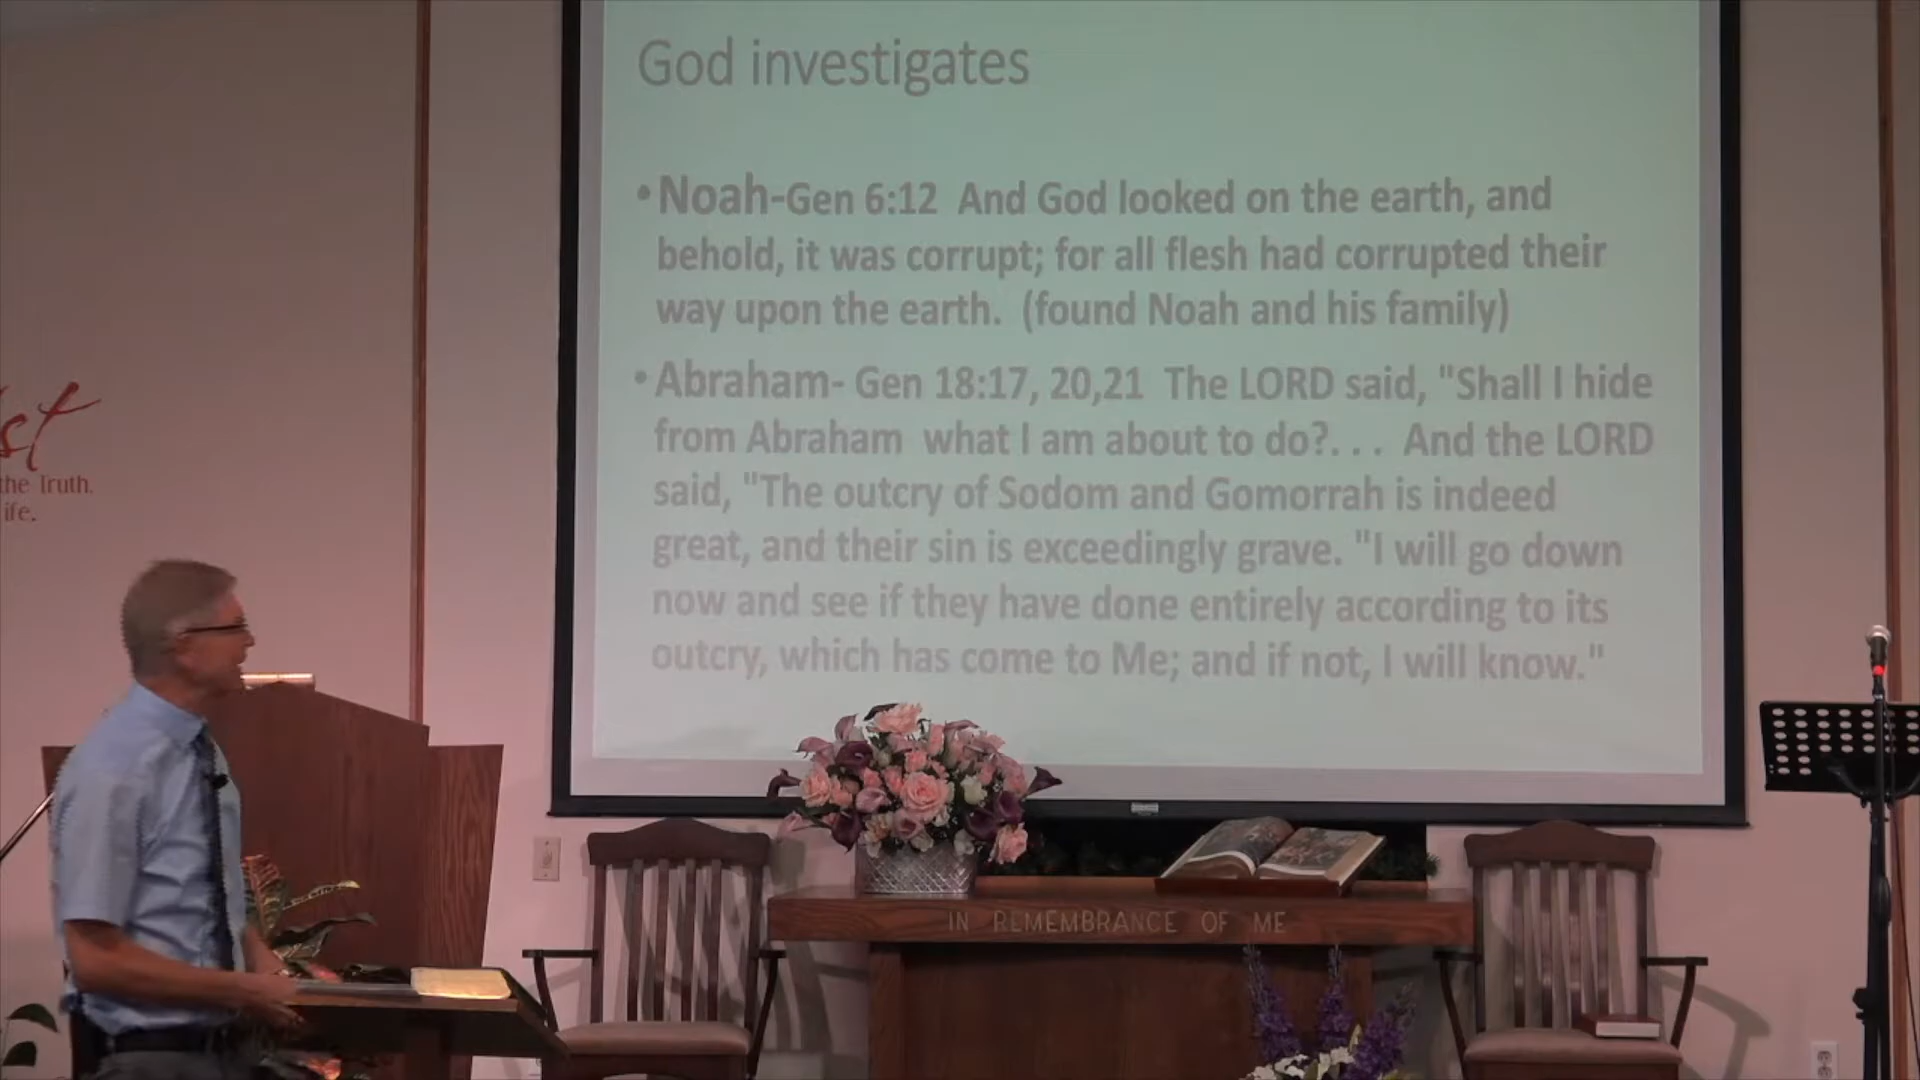 God investigates
•Noah-Gen 6:12 And God looked on the earth, and
behold, it was corrupt; for all flesh had corrupted their
way upon the earth. (found Noah and his family)
•Abraham- Gen 18:17, 20,21 The LORD said, "Shall I hide
from Abraham what I am about to do?. . . And the LORD
said, "The outcry of Sodom and Gomorrah is indeed
great, and their sin is exceedingly grave. "I will go down
now and see if they have done entirely according to its
outcry, which has come to Me; and if not, I will know."
st
the Truth.
ife.
IN REMEMBRANCE OF ME